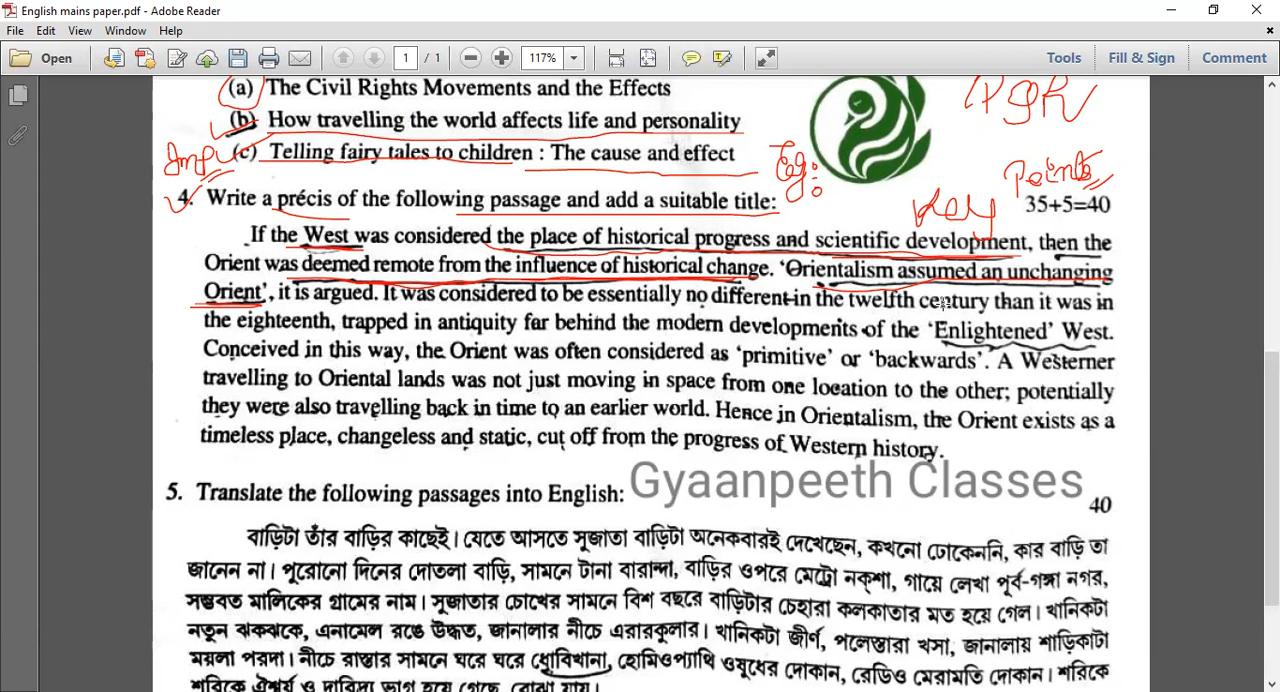 English mains paper.pdf - Adobe Reader
File Edit View Window Help
Open 1 / 1 117% Tools Fill & Sign Comment
(a) The Civil Rights Movements and the Effects
(b) How travelling the world affects life and personality
(c) Telling fairy tales to children : The cause and effect
Imp
Eg:
Key Points
4. Write a précis of the following passage and add a suitable title: 35+5=40
If the West was considered the place of historical progress and scientific development, then the
Orient was deemed remote from the influence of historical change. 'Orientalism assumed an unchanging
Orient', it is argued. It was considered to be essentially no different in the twelfth century than it was in
the eighteenth, trapped in antiquity far behind the modern developments of the 'Enlightened' West.
Conceived in this way, the Orient was often considered as 'primitive' or 'backwards'. A Westerner
travelling to Oriental lands was not just moving in space from one location to the other; potentially
they were also travelling back in time to an earlier world. Hence in Orientalism, the Orient exists as a
timeless place, changeless and static, cut off from the progress of Western history.
Gyaanpeeth Classes
5. Translate the following passages into English: 40
বাড়িটা তাঁর বাড়ির কাছেই। যেতে আসতে সুজাতা বাড়িটা অনেকবারই দেখেছেন, কখনো ঢোকেননি, কার বাড়ি তা
জানেন না। পুরোনো দিনের দোতলা বাড়ি, সামনে টানা বারান্দা, বাড়ির ওপরে মেট্রো নক্‌শা, গায়ে লেখা পূর্ব-গঙ্গা নগর,
সম্ভবত মালিকের গ্রামের নাম। সুজাতার চোখের সামনে বিশ বছরে বাড়িটার চেহারা কলকাতার মত হয়ে গেল। খানিকটা
নতুন ঝকঝকে, এনামেল রঙে উদ্ধত, জানালার নীচে এয়ারকুলার। খানিকটা জীর্ণ, পলেস্তারা খসা, জানালায় শাড়িকাটা
ময়লা পরদা। নীচে রাস্তার সামনে ঘরে ঘরে ধোবিখানা, হোমিওপ্যাথি ওষুধের দোকান, রেডিও মেরামতি দোকান। শরিকে
শরিকে ঐশ্বর্য ও দারিদ্য ভাগ হয়ে গেছে বোঝা যায়।